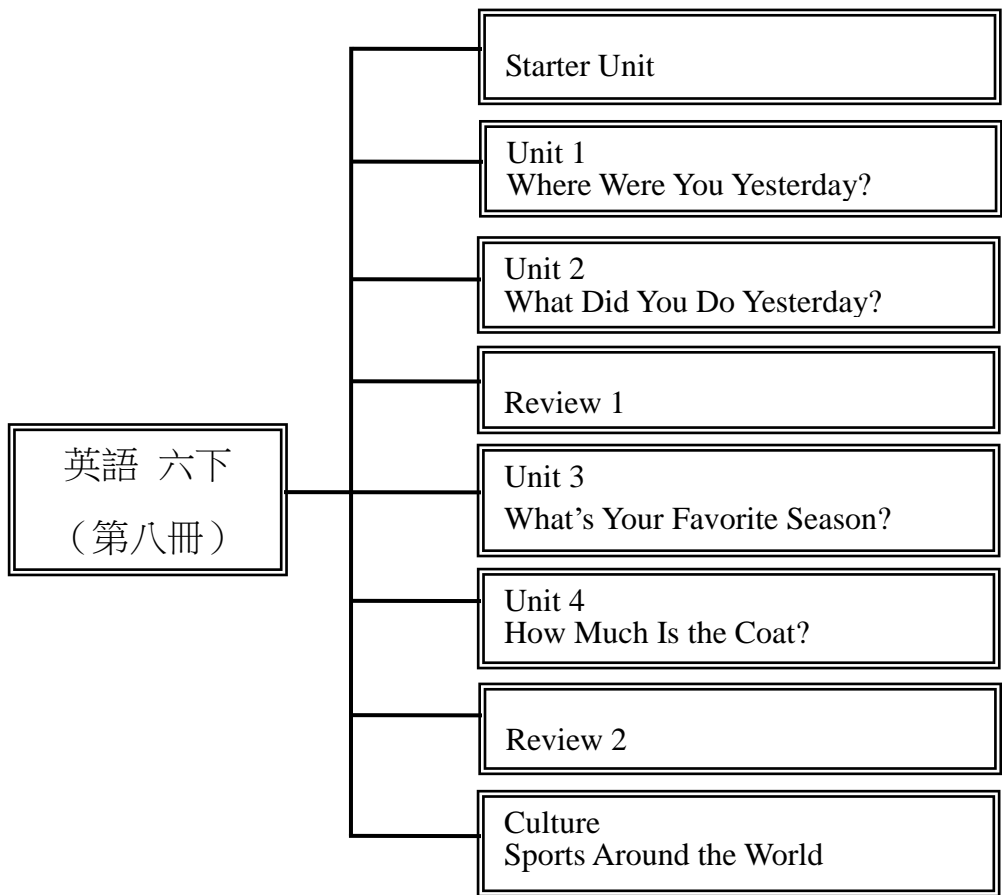 英語 六下
（第八冊）
Starter Unit
Unit 1
Where Were You Yesterday?
Unit 2
What Did You Do Yesterday?
Review 1
Unit 3
What’s Your Favorite Season?
Unit 4
How Much Is the Coat?
Review 2
Culture
Sports Around the World